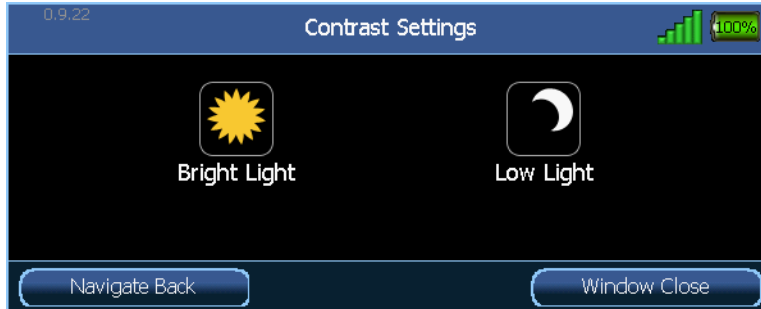 0.9.22
Contrast Settings
100%
Bright Light
Low Light
Navigate Back
Window Close